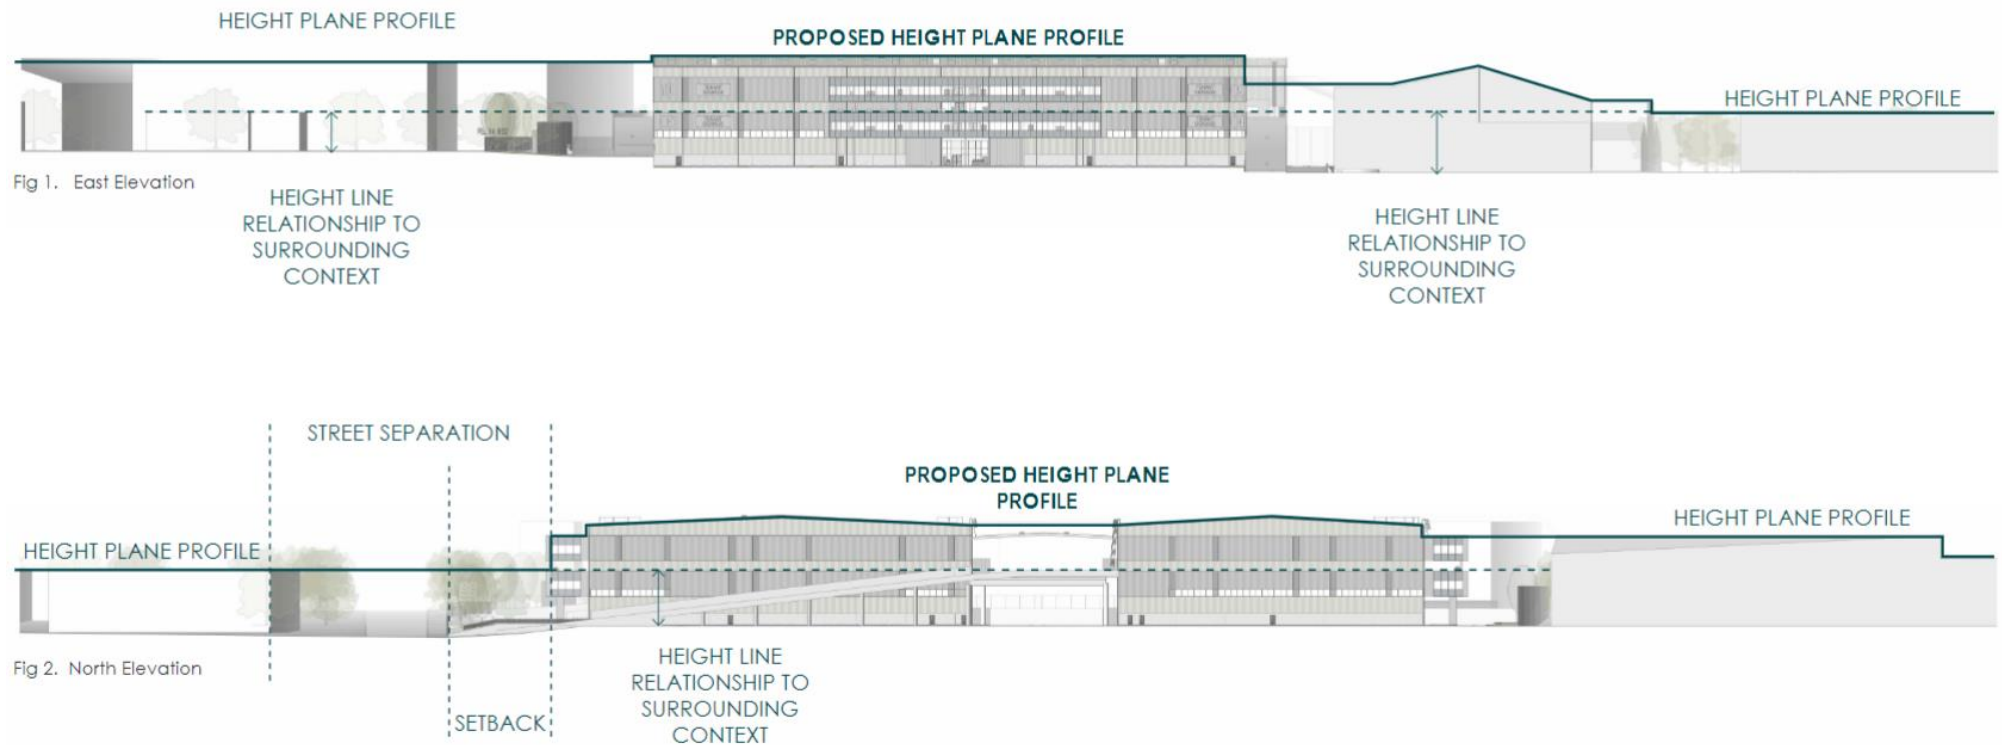 HEIGHT PLANE PROFILE
PROPOSED HEIGHT PLANE PROFILE
HEIGHT PLANE PROFILE
Fig 1. East Elevation
HEIGHT LINE
RELATIONSHIP TO
SURROUNDING
CONTEXT
HEIGHT LINE
RELATIONSHIP TO
SURROUNDING
CONTEXT
STREET SEPARATION
PROPOSED HEIGHT PLANE
PROFILE
HEIGHT PLANE PROFILE
HEIGHT PLANE PROFILE
Fig 2. North Elevation
HEIGHT LINE
RELATIONSHIP TO
SURROUNDING
CONTEXT
SETBACK